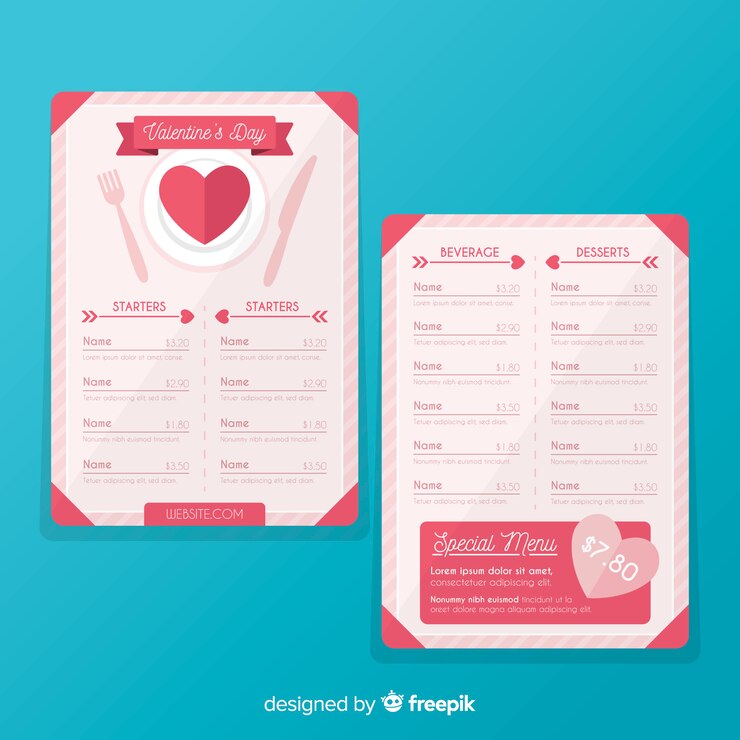 Valentine's Day
STARTERS
Name $3.20
Lorem ipsum dolor sit amet conse.
Name $2.90
Tetuer adipiscing elit, sed diam.
Name $1.80
Nonummy nibh euismod tincidunt.
Name $3.50
Tetuer adipiscing elit, sed diam.
STARTERS
Name $3.20
Lorem ipsum dolor sit amet conse.
Name $2.90
Tetuer adipiscing elit, sed diam.
Name $1.80
Nonummy nibh euismod tincidunt.
Name $3.50
Tetuer adipiscing elit, sed diam.
WEBSITE.COM
BEVERAGE
Name $3.20
Lorem ipsum dolor sit amet conse.
Name $2.90
Tetuer adipiscing elit, sed diam.
Name $1.80
Nonummy nibh euismod tincidunt.
Name $3.50
Tetuer adipiscing elit, sed diam.
Name $1.80
Nonummy nibh euismod tincidunt.
Name $3.50
Tetuer adipiscing elit, sed diam.
DESSERTS
Name $3.20
Lorem ipsum dolor sit amet conse.
Name $2.90
Tetuer adipiscing elit, sed diam.
Name $1.80
Nonummy nibh euismod tincidunt.
Name $3.50
Tetuer adipiscing elit, sed diam.
Name $1.80
Nonummy nibh euismod tincidunt.
Name $3.50
Tetuer adipiscing elit, sed diam.
Special Menu
Lorem ipsum dolor sit amet,
consectetuer adipiscing elit.
Nonummy nibh euismod tincidunt ut la
oreet dolore magna aliquam adipiscing elit.
$7.80
designed by freepik